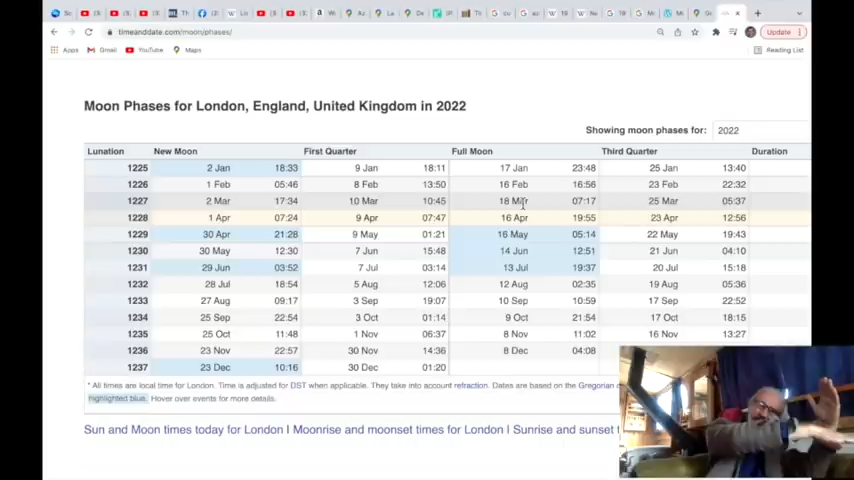 timeanddate.com/moon/phases/
Update
Apps Gmail YouTube Maps Reading List
Moon Phases for London, England, United Kingdom in 2022
Showing moon phases for: 2022
Lunation New Moon First Quarter Full Moon Third Quarter Duration
1225 2 Jan 18:33 9 Jan 18:11 17 Jan 23:48 25 Jan 13:40
1226 1 Feb 05:46 8 Feb 13:50 16 Feb 16:56 23 Feb 22:32
1227 2 Mar 17:34 10 Mar 10:45 18 Mar 07:17 25 Mar 05:37
1228 1 Apr 07:24 9 Apr 07:47 16 Apr 19:55 23 Apr 12:56
1229 30 Apr 21:28 9 May 01:21 16 May 05:14 22 May 19:43
1230 30 May 12:30 7 Jun 15:48 14 Jun 12:51 21 Jun 04:10
1231 29 Jun 03:52 7 Jul 03:14 13 Jul 19:37 20 Jul 15:18
1232 28 Jul 18:54 5 Aug 12:06 12 Aug 02:35 19 Aug 05:36
1233 27 Aug 09:17 3 Sep 19:07 10 Sep 10:59 17 Sep 22:52
1234 25 Sep 22:54 3 Oct 01:14 9 Oct 21:54 17 Oct 18:15
1235 25 Oct 11:48 1 Nov 06:37 8 Nov 11:02 16 Nov 13:27
1236 23 Nov 22:57 30 Nov 14:36 8 Dec 04:08
1237 23 Dec 10:16 30 Dec 01:20
* All times are local time for London. Time is adjusted for DST when applicable. They take into account refraction. Dates are based on the Gregorian
highlighted blue. Hover over events for more details.
Sun and Moon times today for London | Moonrise and moonset times for London | Sunrise and sunset